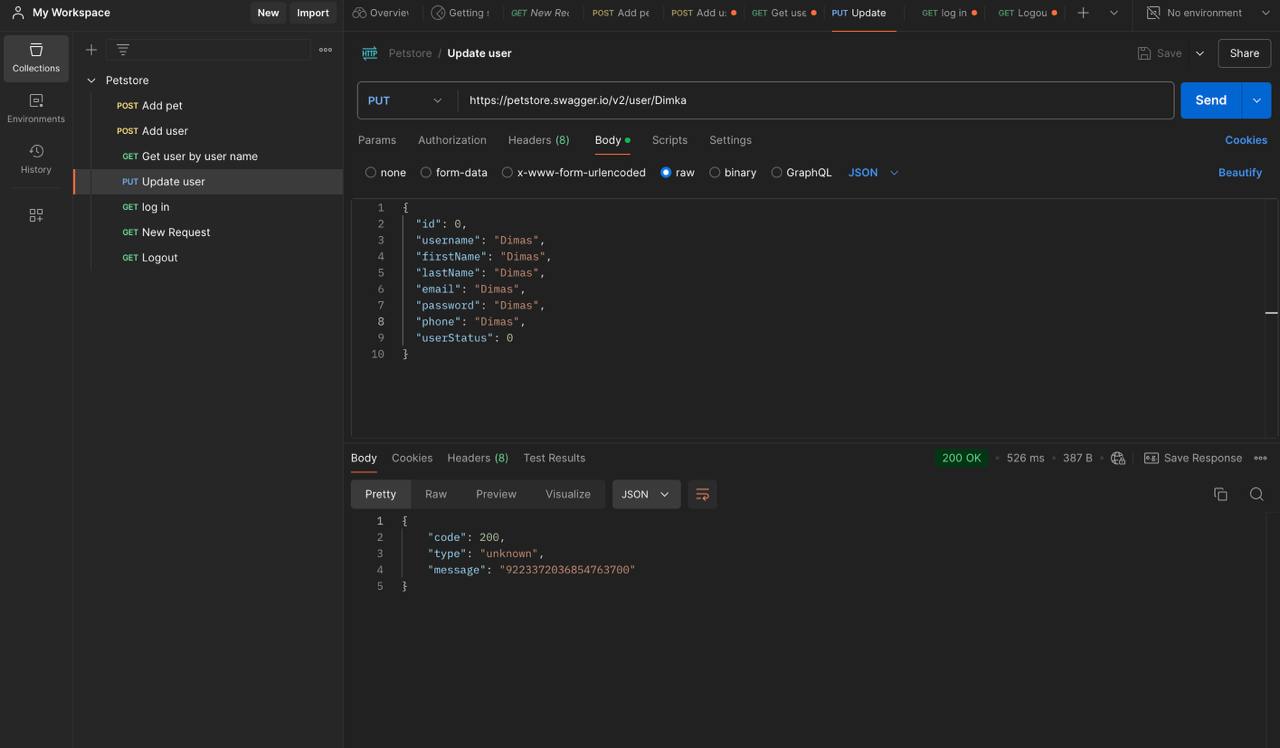 My Workspace
New
Import
Overviev
Getting s
GET New Rec
POST Add pe
POST Add u
GET Get use
PUT Update
GET log in
GET Logou
No environment
Collections
Environments
History
Petstore
POST Add pet
POST Add user
GET Get user by user name
PUT Update user
GET log in
GET New Request
GET Logout
HTTP
Petstore / Update user
Save
Share
PUT
https://petstore.swagger.io/v2/user/Dimka
Send
Params
Authorization
Headers (8)
Body
Scripts
Settings
Cookies
none
form-data
x-www-form-urlencoded
raw
binary
GraphQL
JSON
Beautify
1 {
2 "id": 0,
3 "username": "Dimas",
4 "firstName": "Dimas",
5 "lastName": "Dimas",
6 "email": "Dimas",
7 "password": "Dimas",
8 "phone": "Dimas",
9 "userStatus": 0
10 }
Body
Cookies
Headers (8)
Test Results
200 OK
526 ms
387 B
Save Response
Pretty
Raw
Preview
Visualize
JSON
1 {
2 "code": 200,
3 "type": "unknown",
4 "message": "9223372036854763700"
5 }